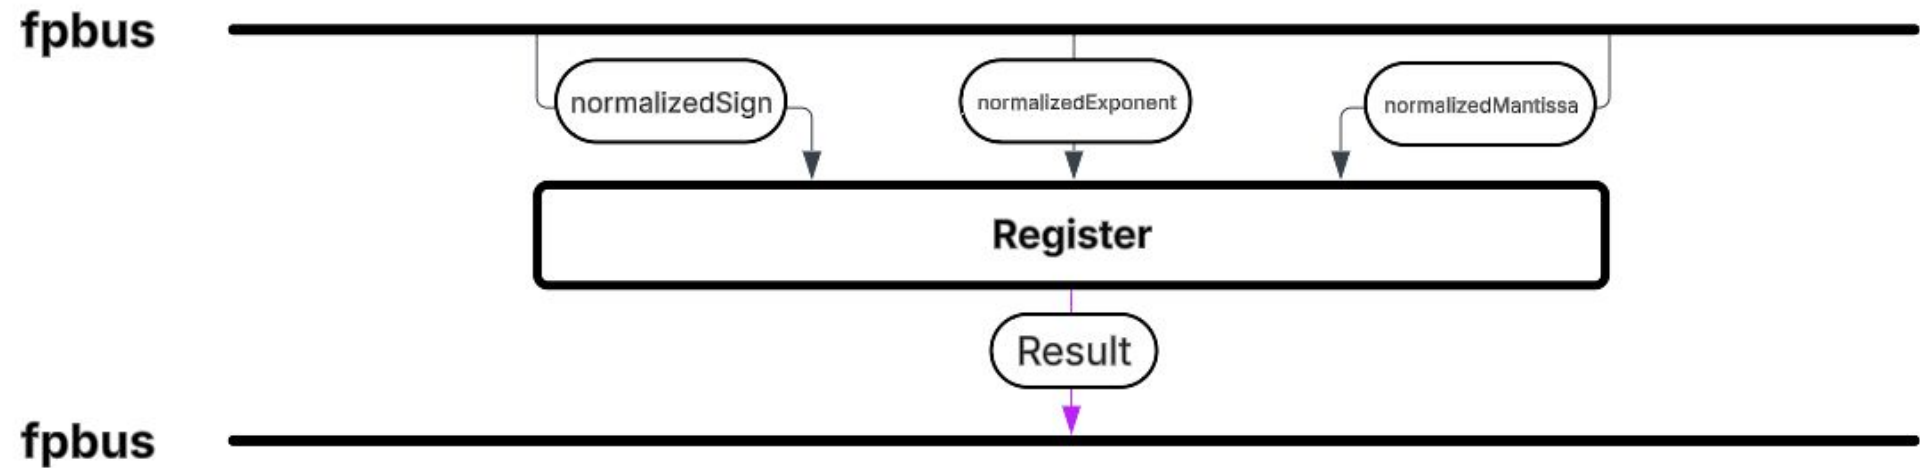 fpbus
normalizedSign
normalizedExponent
normalizedMantissa
Register
Result
fpbus